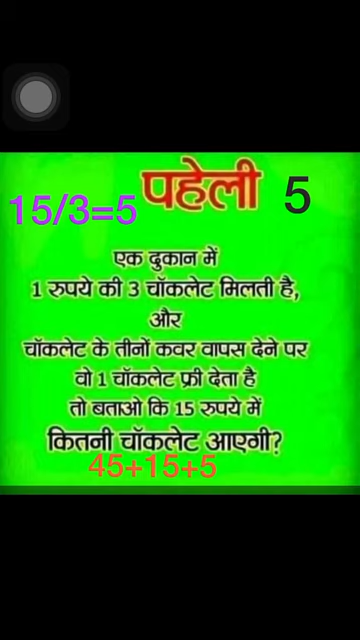 पहेली 5
15/3=5
एक दुकान में
1 रुपये की 3 चॉकलेट मिलती है,
और
चॉकलेट के तीनों कवर वापस देने पर
वो 1 चॉकलेट फ्री देता है
तो बताओ कि 15 रुपये में
कितनी चॉकलेट आएगी?
45+15+5